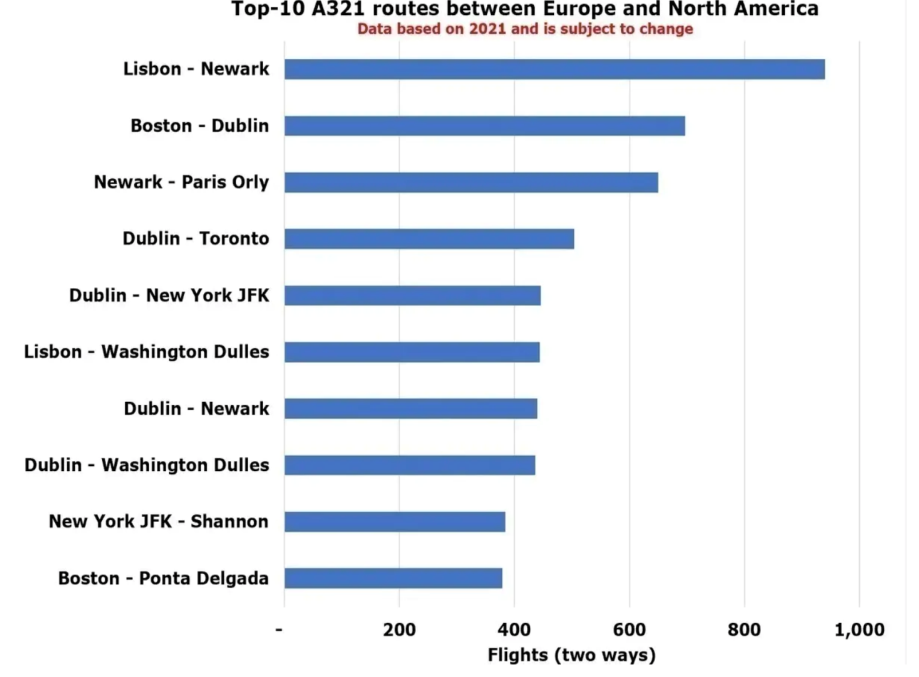 Top-10 A321 routes between Europe and North America
Data based on 2021 and is subject to change
Lisbon - Newark
Boston - Dublin
Newark - Paris Orly
Dublin - Toronto
Dublin - New York JFK
Lisbon - Washington Dulles
Dublin - Newark
Dublin - Washington Dulles
New York JFK - Shannon
Boston - Ponta Delgada
- 200 400 600 800 1,000
Flights (two ways)